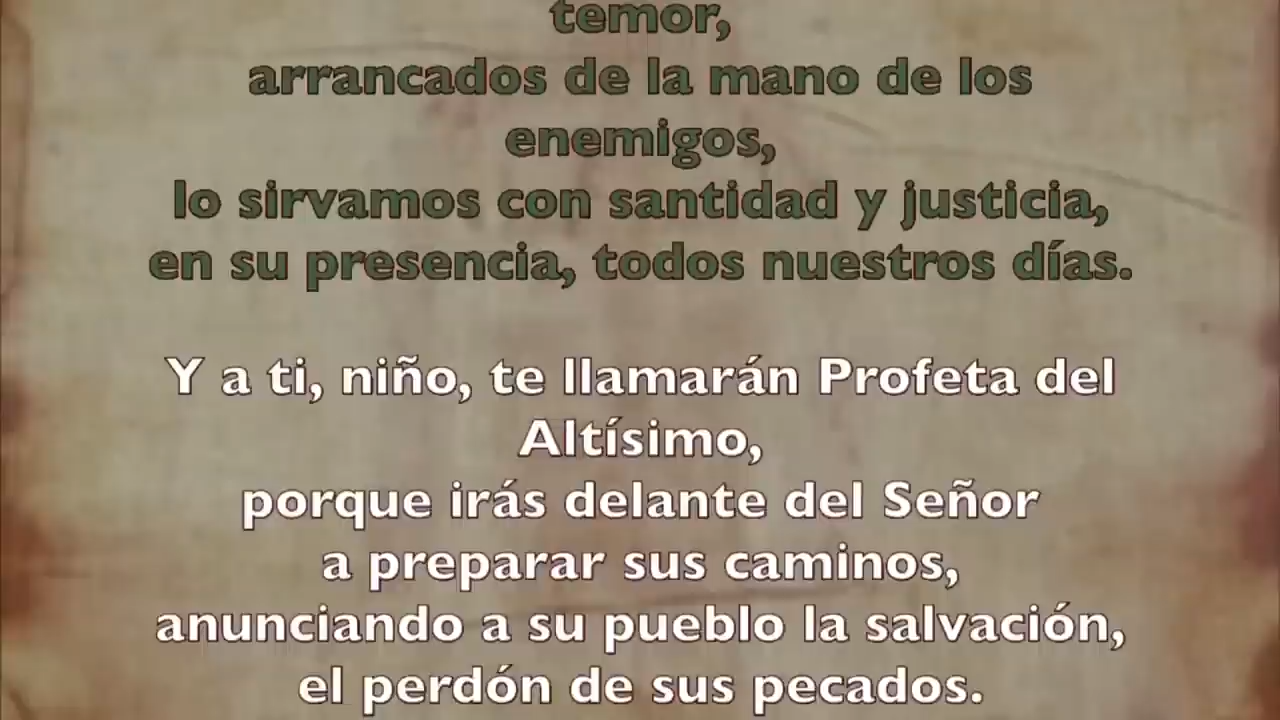 temor,
arrancados de la mano de los
enemigos,
lo sirvamos con santidad y justicia,
en su presencia, todos nuestros días.
Y a ti, niño, te llamarán Profeta del
Altísimo,
porque irás delante del Señor
a preparar sus caminos,
anunciando a su pueblo la salvación,
el perdón de sus pecados.